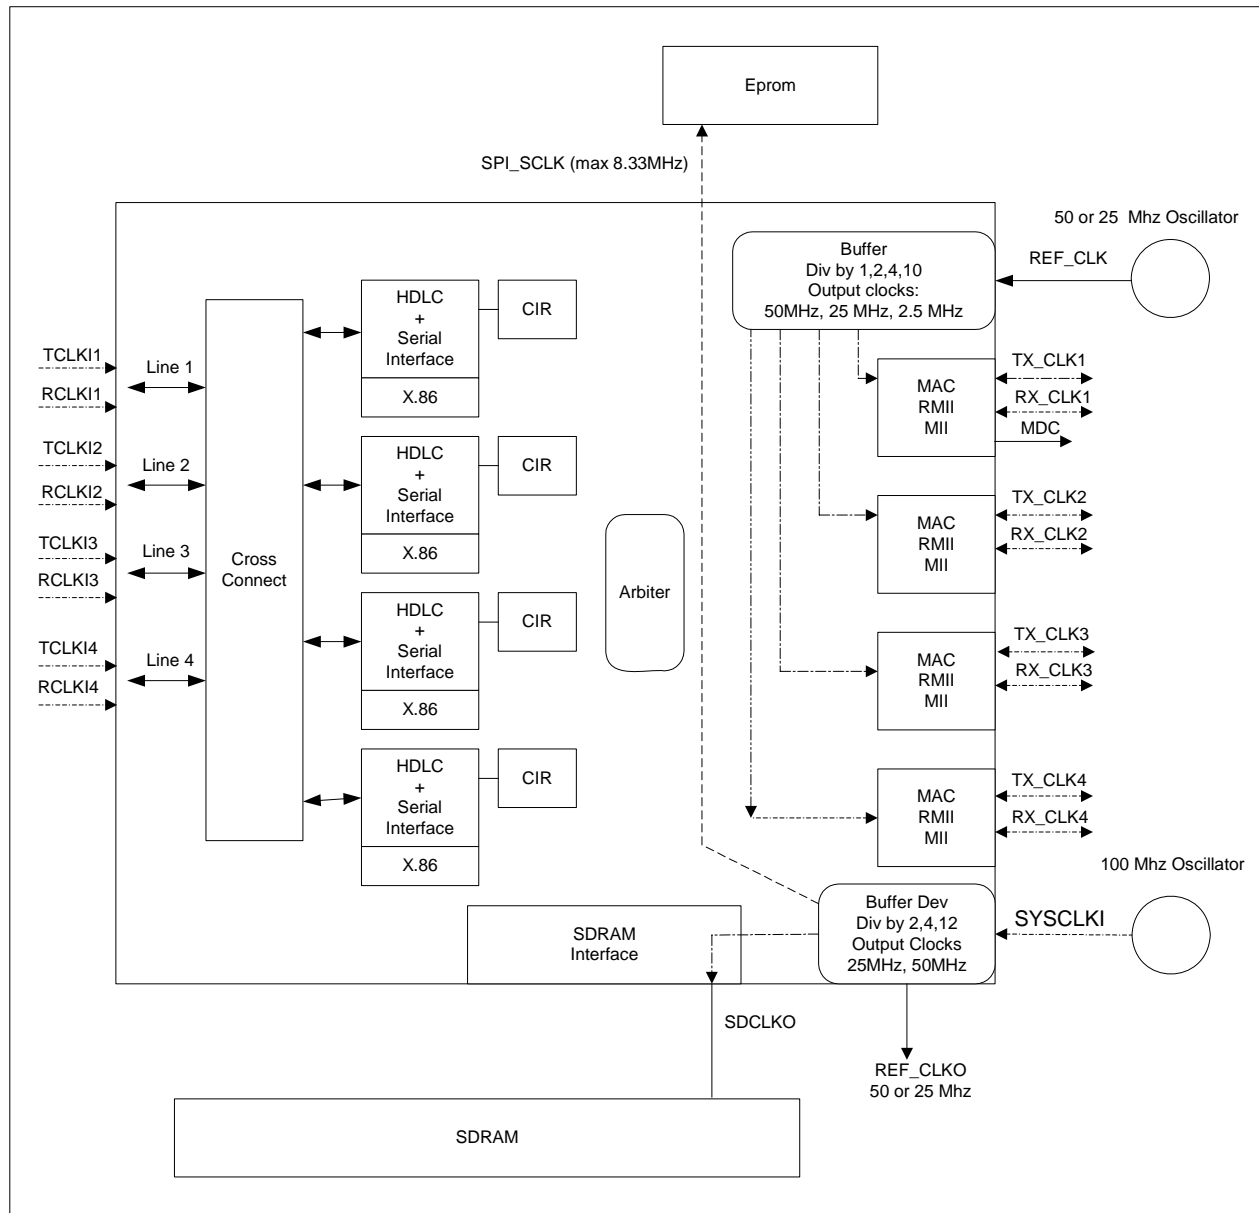 Eprom
SPI_SCLK (max 8.33MHz)
50 or 25 Mhz Oscillator
REF_CLK
Buffer
Div by 1,2,4,10
Output clocks:
50MHz, 25 MHz, 2.5 MHz
HDLC
+
Serial
Interface
X.86
CIR
TCLKI1
Line 1
RCLKI1
MAC
RMII
MII
TX_CLK1
RX_CLK1
MDC
HDLC
+
Serial
Interface
X.86
CIR
TCLKI2
Line 2
RCLKI2
MAC
RMII
MII
TX_CLK2
RX_CLK2
TCLKI3
Line 3
RCLKI3
Cross
Connect
Arbiter
HDLC
+
Serial
Interface
X.86
CIR
MAC
RMII
MII
TX_CLK3
RX_CLK3
TCLKI4
Line 4
RCLKI4
HDLC
+
Serial
Interface
X.86
CIR
MAC
RMII
MII
TX_CLK4
RX_CLK4
100 Mhz Oscillator
SYSCLKI
Buffer Dev
Div by 2,4,12
Output Clocks
25MHz, 50MHz
SDRAM
Interface
SDCLKO
REF_CLKO
50 or 25 Mhz
SDRAM